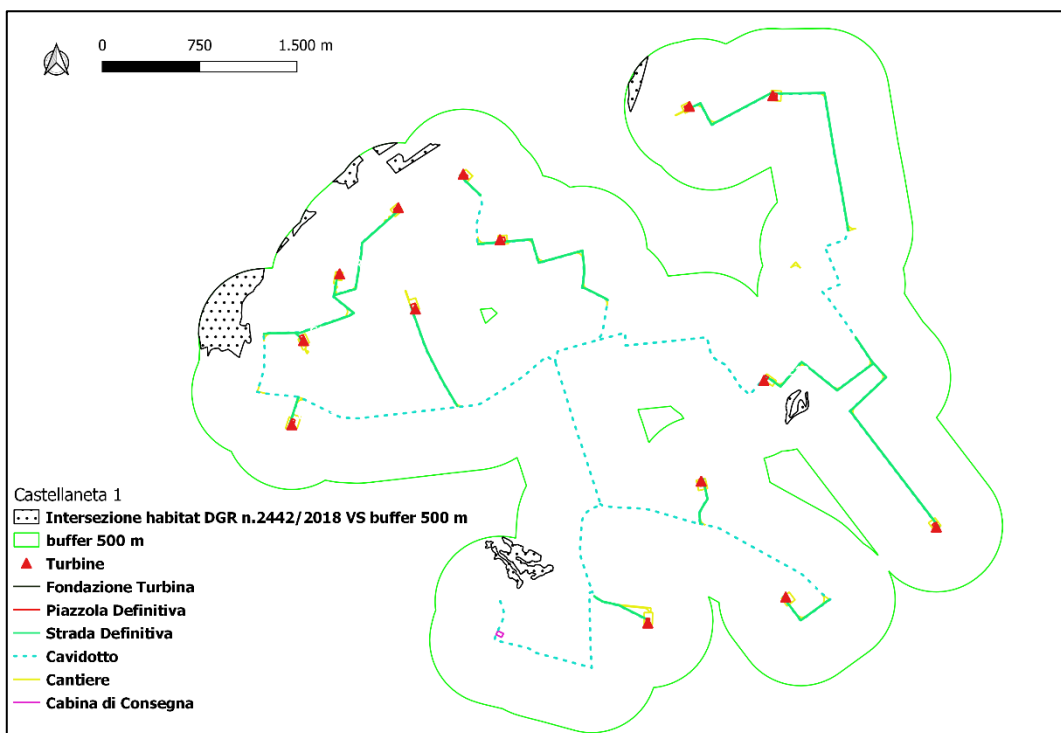 0 750 1.500 m
Castellaneta 1
Intersezione habitat DGR n.2442/2018 VS buffer 500 m
buffer 500 m
Turbine
Fondazione Turbina
Piazzola Definitiva
Strada Definitiva
Cavidotto
Cantiere
Cabina di Consegna